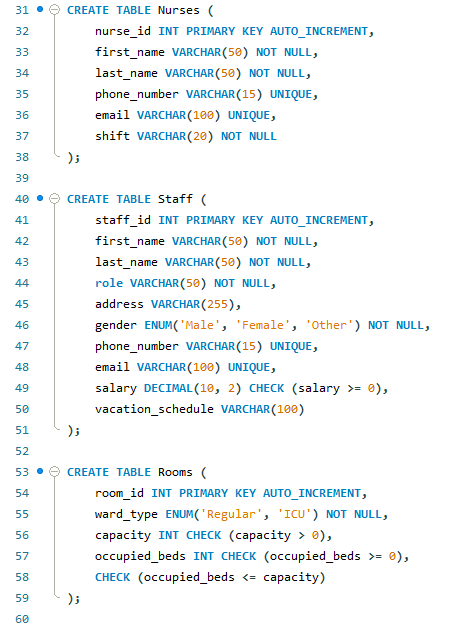 31 CREATE TABLE Nurses (
32 nurse_id INT PRIMARY KEY AUTO_INCREMENT,
33 first_name VARCHAR(50) NOT NULL,
34 last_name VARCHAR(50) NOT NULL,
35 phone_number VARCHAR(15) UNIQUE,
36 email VARCHAR(100) UNIQUE,
37 shift VARCHAR(20) NOT NULL
38 );
39
40 CREATE TABLE Staff (
41 staff_id INT PRIMARY KEY AUTO_INCREMENT,
42 first_name VARCHAR(50) NOT NULL,
43 last_name VARCHAR(50) NOT NULL,
44 role VARCHAR(50) NOT NULL,
45 address VARCHAR(255),
46 gender ENUM('Male', 'Female', 'Other') NOT NULL,
47 phone_number VARCHAR(15) UNIQUE,
48 email VARCHAR(100) UNIQUE,
49 salary DECIMAL(10, 2) CHECK (salary >= 0),
50 vacation_schedule VARCHAR(100)
51 );
52
53 CREATE TABLE Rooms (
54 room_id INT PRIMARY KEY AUTO_INCREMENT,
55 ward_type ENUM('Regular', 'ICU') NOT NULL,
56 capacity INT CHECK (capacity > 0),
57 occupied_beds INT CHECK (occupied_beds >= 0),
58 CHECK (occupied_beds <= capacity)
59 );
60